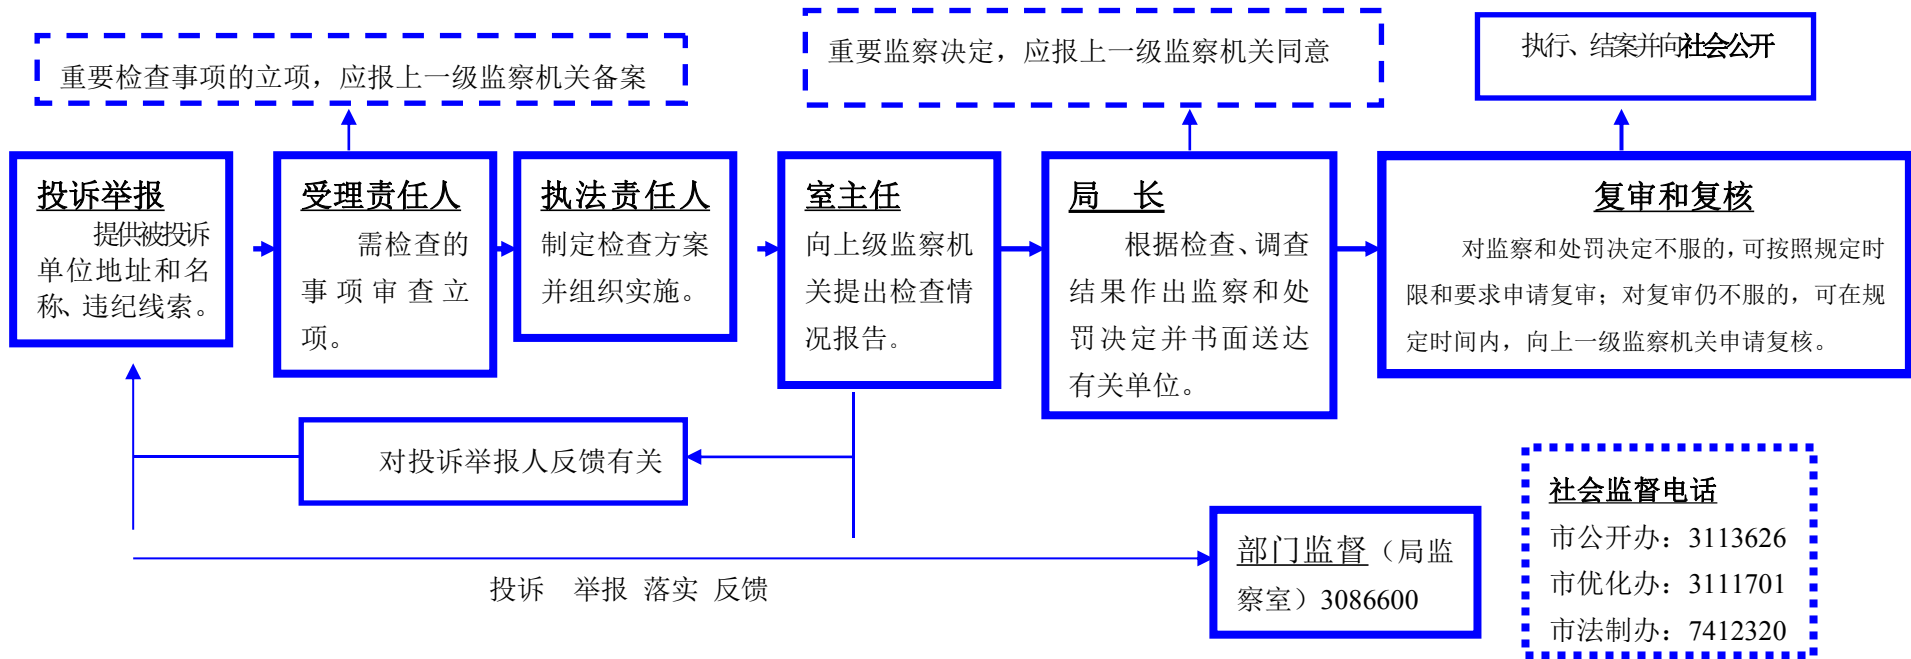 重要检查事项的立项，应报上一级监察机关备案
重要监察决定，应报上一级监察机关同意
执行、结案并向社会公开
投诉举报
提供被投诉
单位地址和名
称、违纪线索。
受理责任人
需检查的
事项审查立
项。
执法责任人
制定检查方案
并组织实施。
室主任
向上级监察机
关提出检查情
况报告。
局 长
根据检查、调查
结果作出监察和处
罚决定并书面送达
有关单位。
复审和复核
对监察和处罚决定不服的，可按照规定时
限和要求申请复审；对复审仍不服的，可在规
定时间内，向上一级监察机关申请复核。
对投诉举报人反馈有关
投诉 举报 落实 反馈
部门监督（局监
察室）3086600
社会监督电话
市公开办：3113626
市优化办：3111701
市法制办：7412320